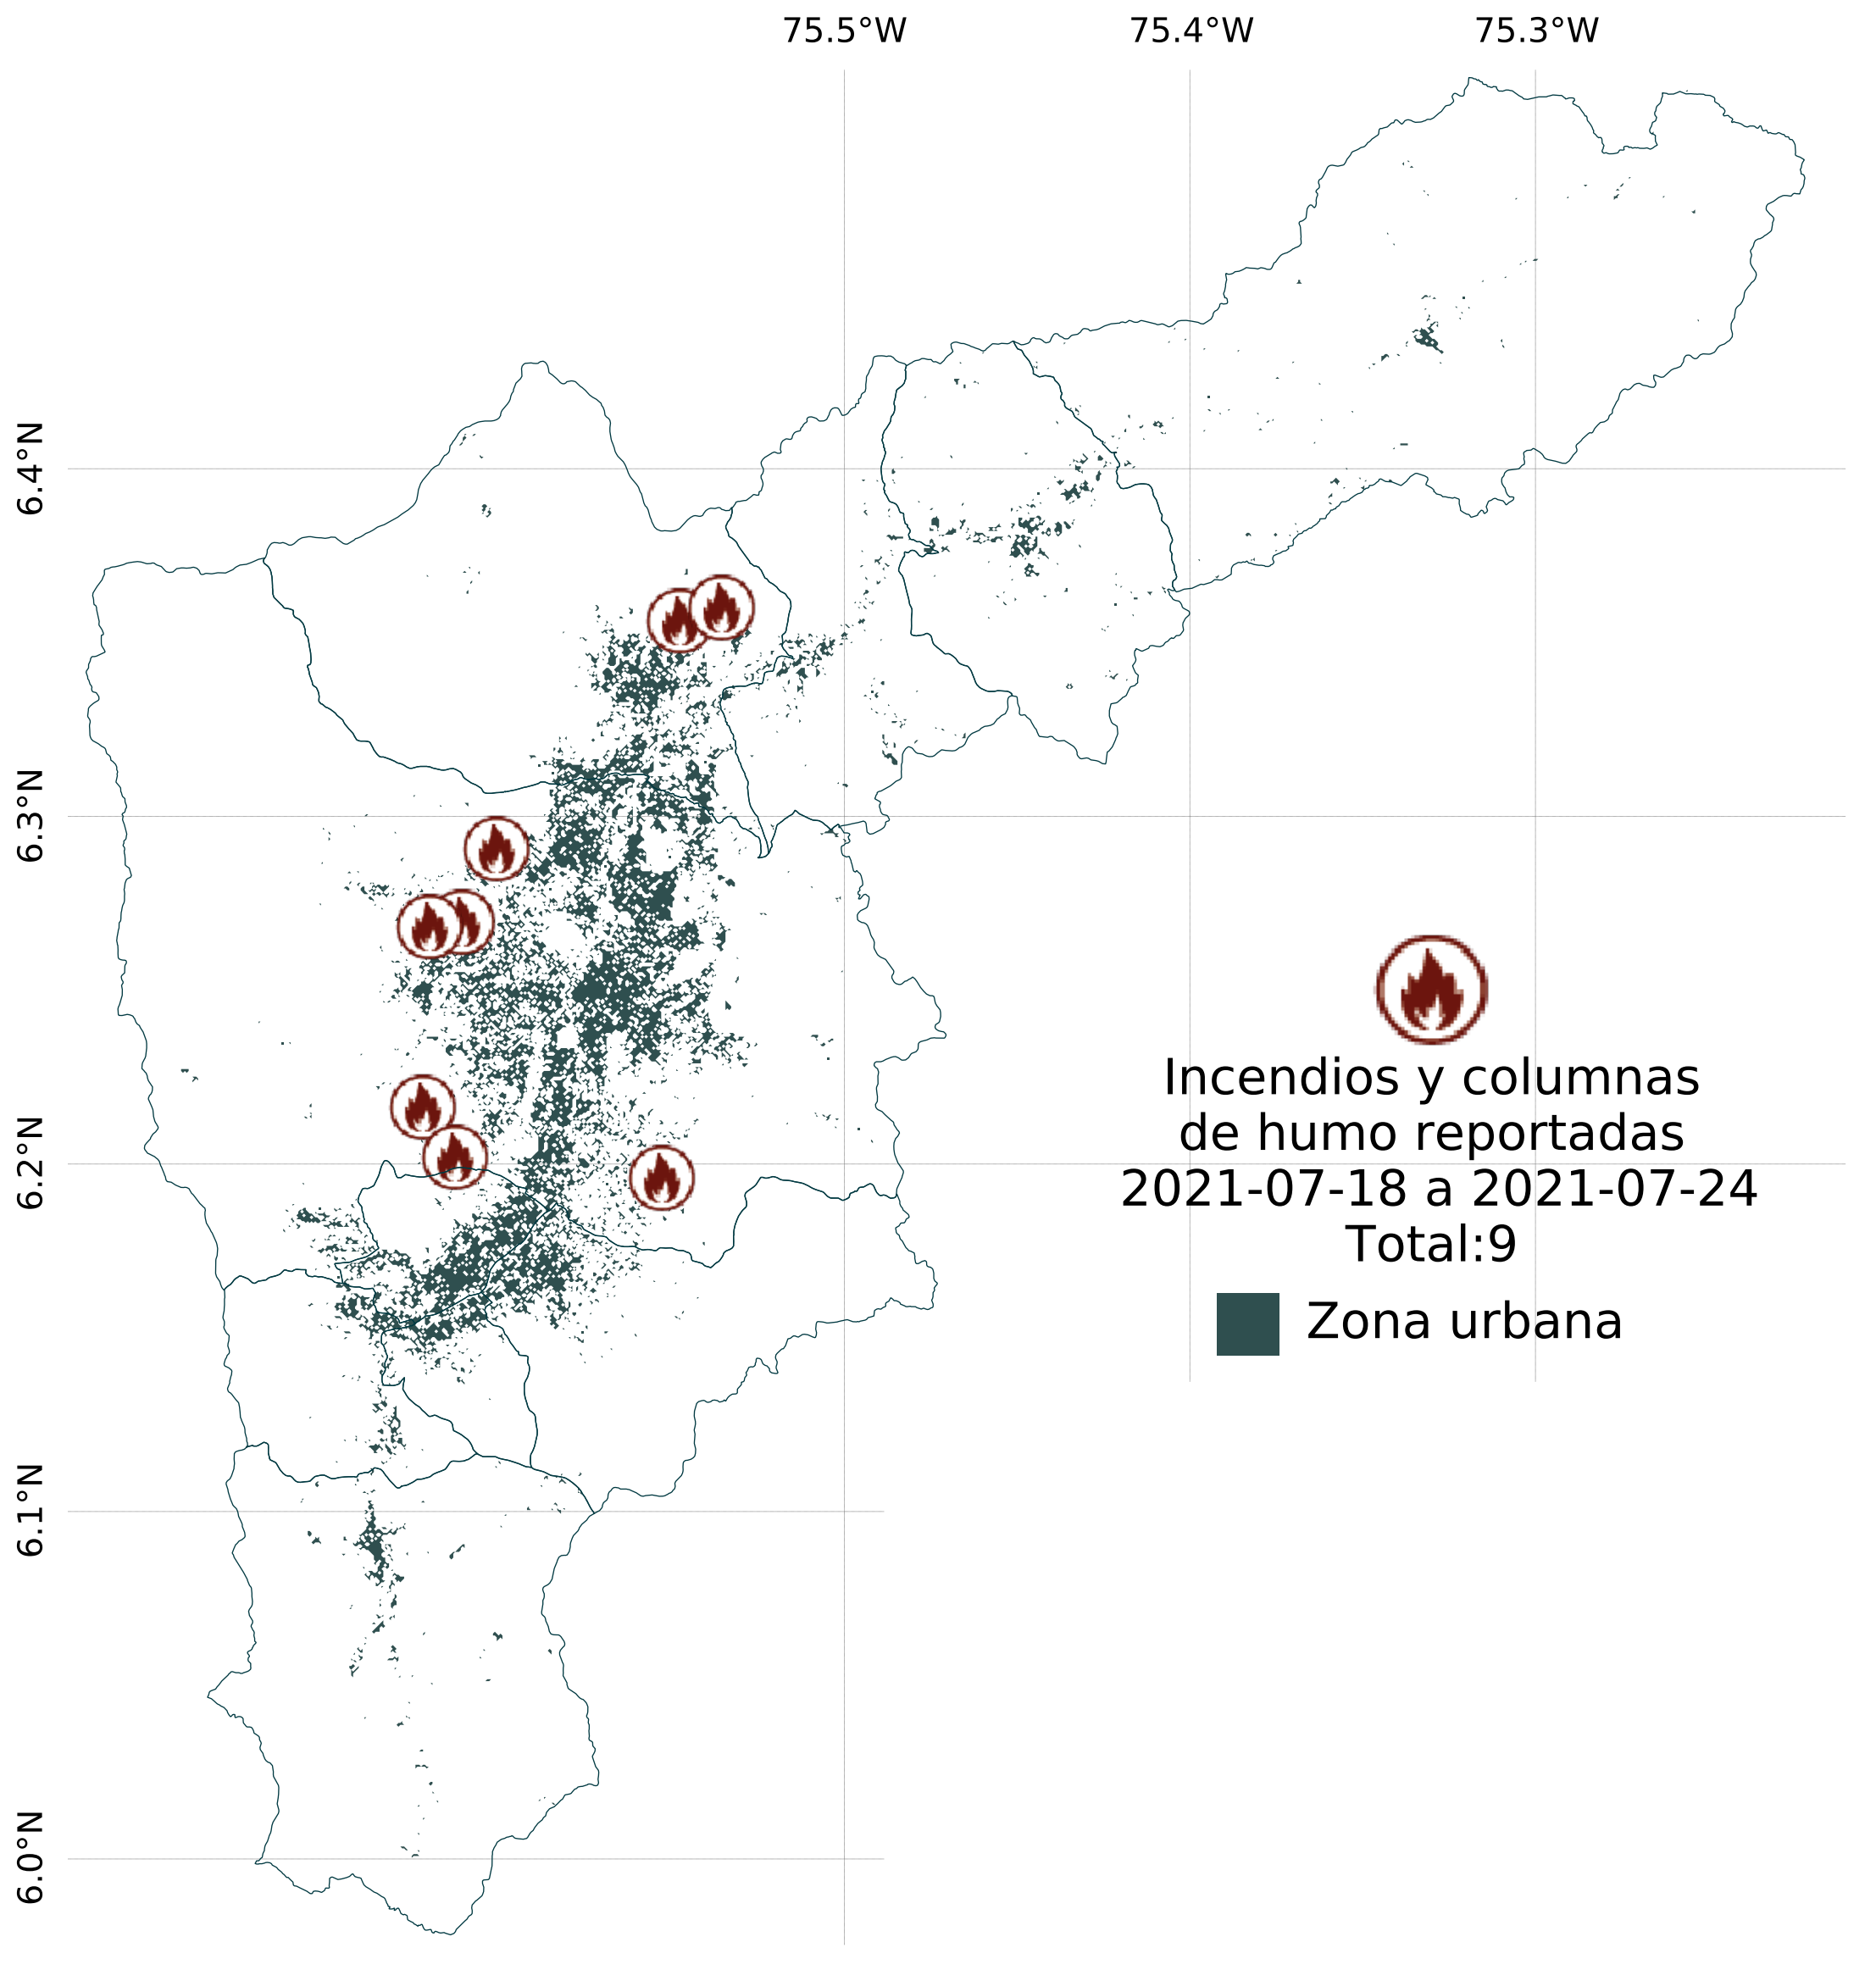 75.5°W 75.4°W 75.3°W
6.4°N
6.3°N
6.2°N
6.1°N
6.0°N
Incendios y columnas
de humo reportadas
2021-07-18 a 2021-07-24
Total:9
Zona urbana